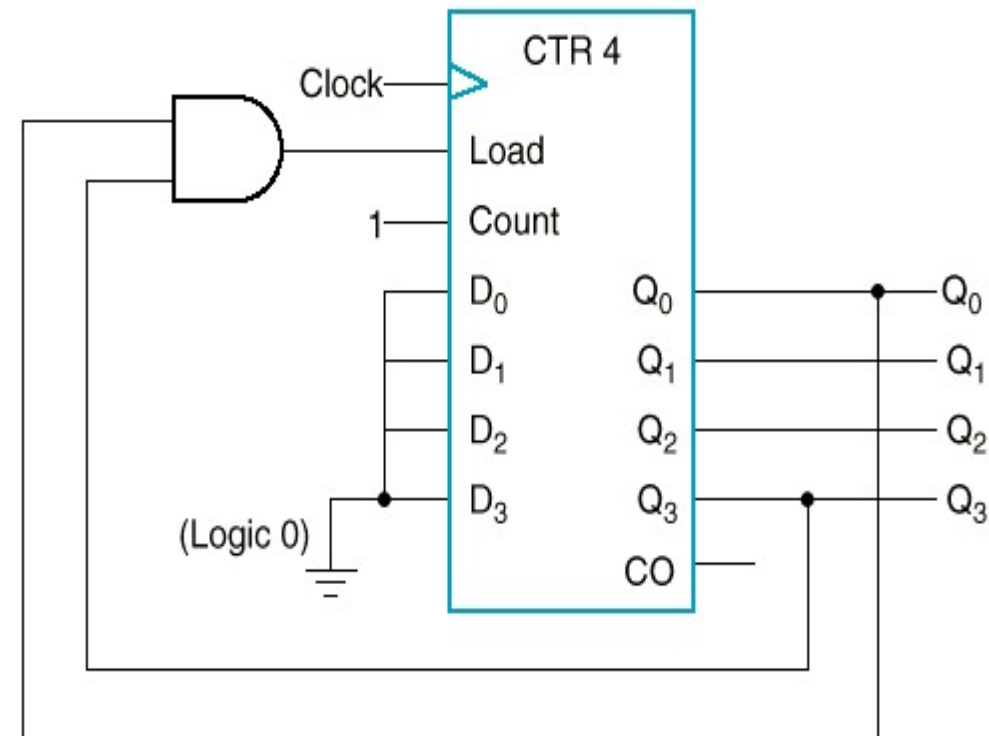 CTR 4
Clock
Load
1 Count
D₀ Q₀ Q₀
D₁ Q₁ Q₁
D₂ Q₂ Q₂
D₃ Q₃ Q₃
(Logic 0)
CO